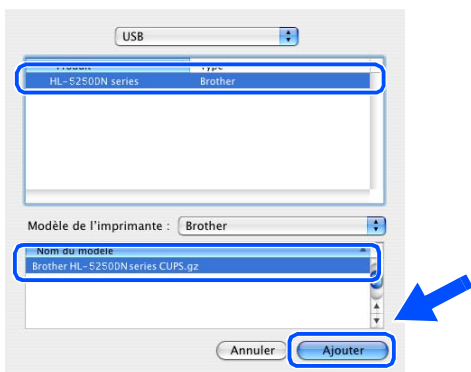 USB
Produit Type
HL-5250DN series Brother
Modèle de l'imprimante : Brother
Nom du modèle
Brother HL-5250DN series CUPS.gz
Annuler Ajouter